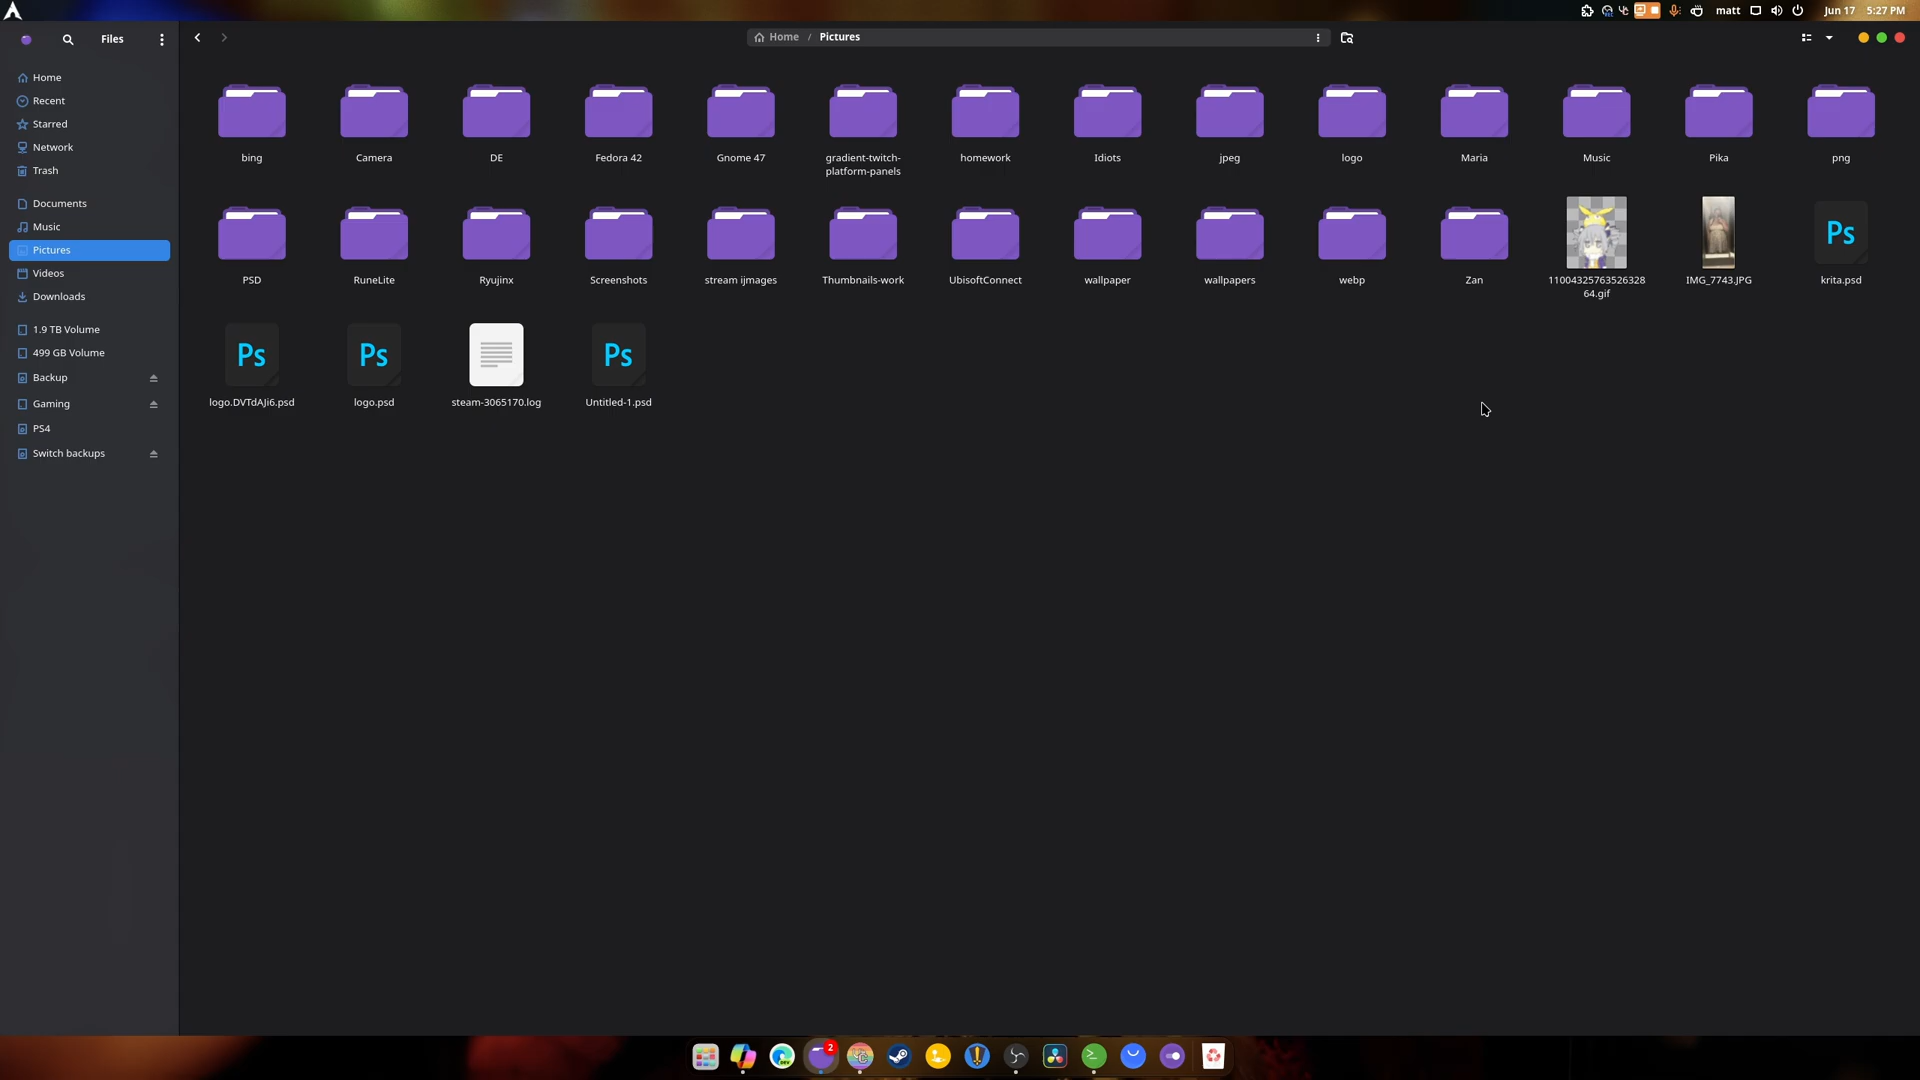 matt
Jun 17 5:27 PM
Files
Home / Pictures
Home
Recent
Starred
Network
Trash
Documents
Music
Pictures
Videos
Downloads
1.9 TB Volume
499 GB Volume
Backup
Gaming
PS4
Switch backups
bing
Camera
DE
Fedora 42
Gnome 47
gradient-twitch-
platform-panels
homework
Idiots
jpeg
logo
Maria
Music
Pika
png
PSD
RuneLite
Ryujinx
Screenshots
stream ijmages
Thumbnails-work
UbisoftConnect
wallpaper
wallpapers
webp
Zan
11004325763526328
64.gif
IMG_7743.JPG
Ps
krita.psd
Ps
logo.DVTdAJi6.psd
Ps
logo.psd
steam-3065170.log
Ps
Untitled-1.psd
2